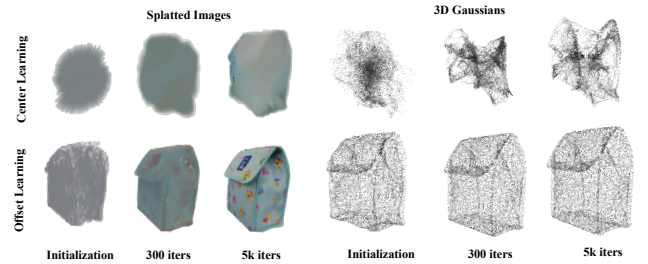 Splatted Images
3D Gaussians
Center Learning
Offset Learning
Initialization
300 iters
5k iters
Initialization
300 iters
5k iters